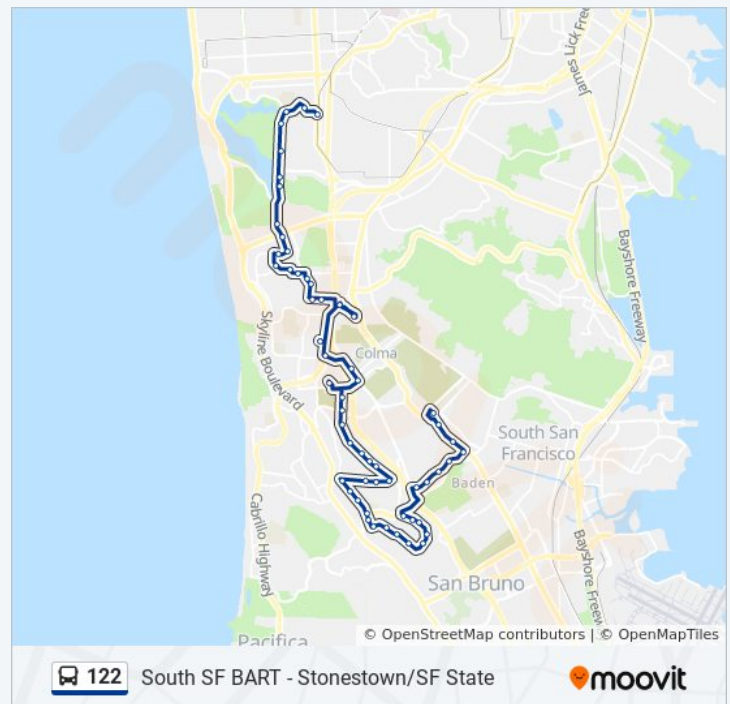 James Lick Free
Bayshore Freeway
Skyline Boulevard
Colma
South San
Francisco
Baden
Cabrillo Highway
Bayshore Freew
San Bruno
Pacifica
© OpenStreetMap contributors | © OpenMapTiles
122 South SF BART - Stonestown/SF State
moovit